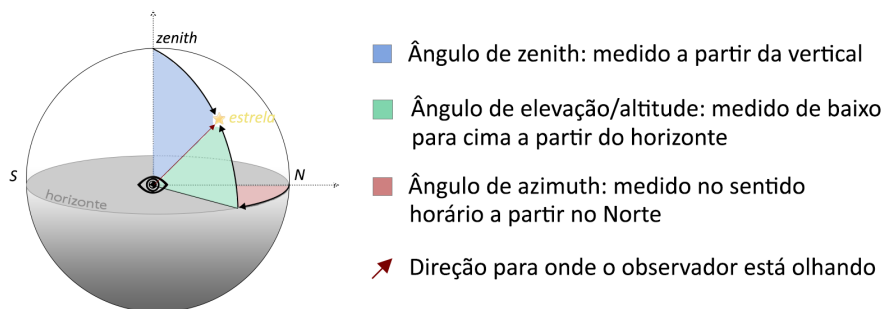 zenith
estrela
S
N
horizonte
Ângulo de zenith: medido a partir da vertical
Ângulo de elevação/altitude: medido de baixo
para cima a partir do horizonte
Ângulo de azimuth: medido no sentido
horário a partir no Norte
Direção para onde o observador está olhando